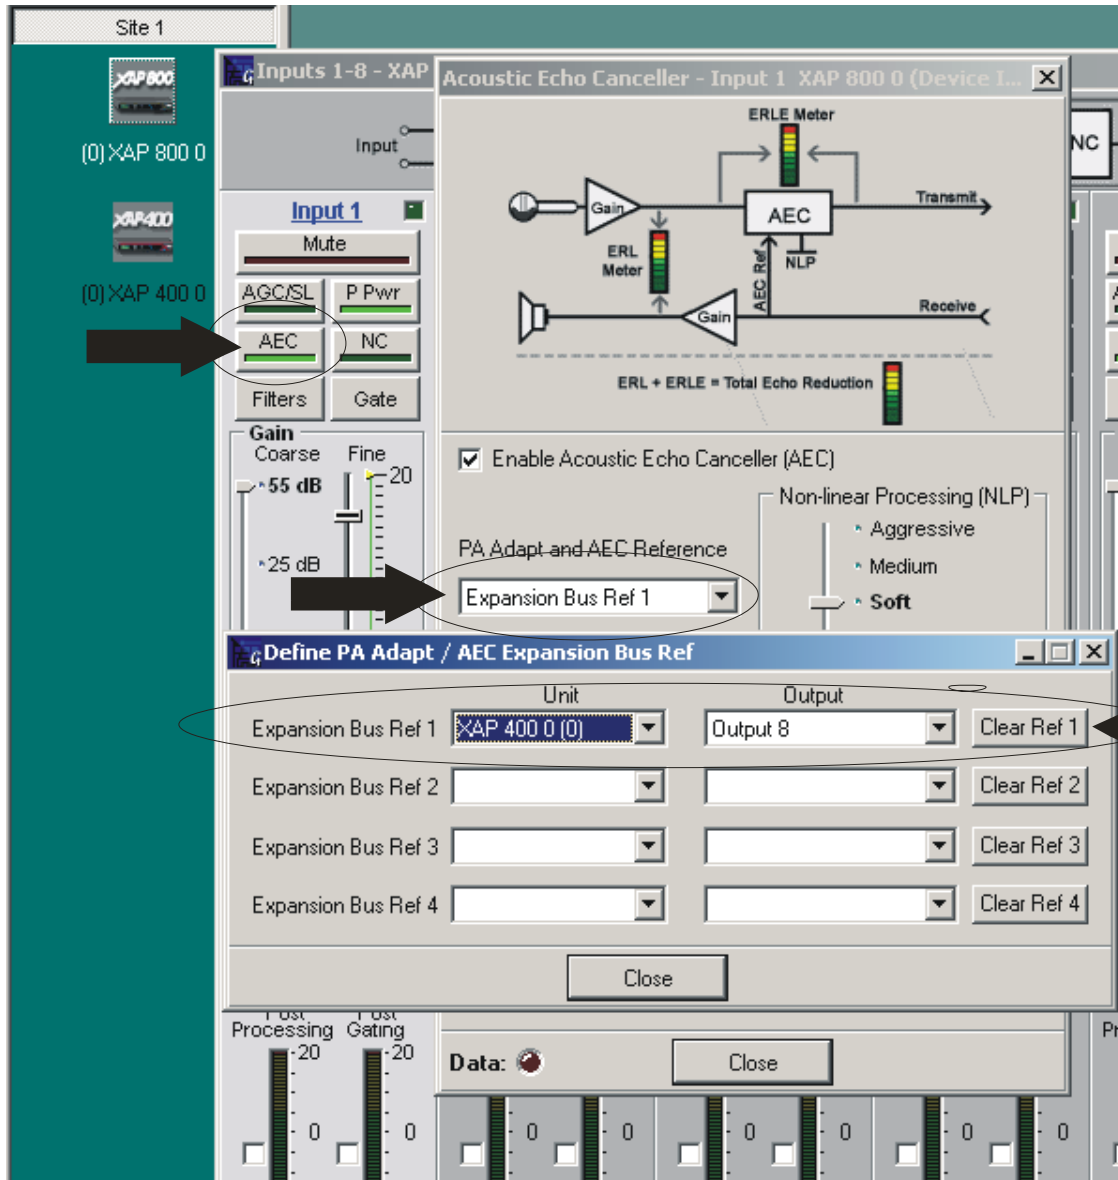 Site 1
XAP 800
(0) XAP 800 0
XAP 400
(0) XAP 400 0
Inputs 1-8 - XAP
Input
NC
Input 1
Mute
AGC/SL
P Pwr
AEC
NC
Filters
Gate
Gain
Coarse
Fine
55 dB
20
25 dB
Acoustic Echo Canceller - Input 1 XAP 800 0 (Device I...
ERLE Meter
Gain
AEC
Transmit
ERL
Meter
AEC Ref
NLP
Gain
Receive
ERL + ERLE = Total Echo Reduction
Enable Acoustic Echo Canceller (AEC)
Non-linear Processing (NLP)
Aggressive
Medium
Soft
PA Adapt and AEC Reference
Expansion Bus Ref 1
Define PA Adapt / AEC Expansion Bus Ref
Unit Output
Expansion Bus Ref 1 XAP 400 0 (0) Output 8 Clear Ref 1
Expansion Bus Ref 2 Clear Ref 2
Expansion Bus Ref 3 Clear Ref 3
Expansion Bus Ref 4 Clear Ref 4
Close
Post Post
Processing Gating
20 20
Data: Close
0 0 0 0 0 0 0 0